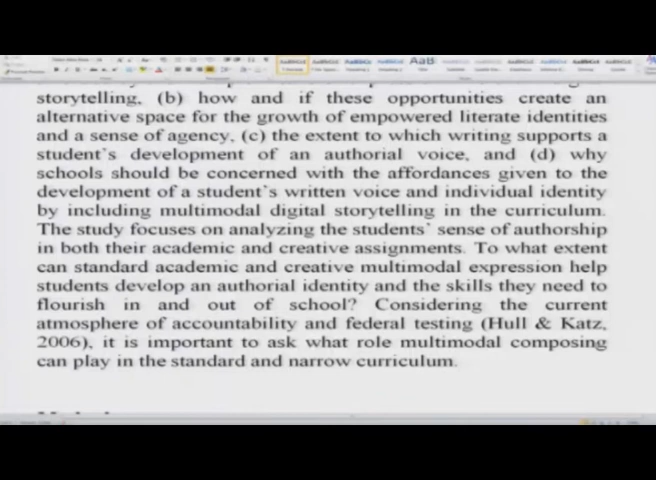 storytelling, (b) how and if these opportunities create an
alternative space for the growth of empowered literate identities
and a sense of agency, (c) the extent to which writing supports a
student's development of an authorial voice, and (d) why
schools should be concerned with the affordances given to the
development of a student's written voice and individual identity
by including multimodal digital storytelling in the curriculum.
The study focuses on analyzing the students' sense of authorship
in both their academic and creative assignments. To what extent
can standard academic and creative multimodal expression help
students develop an authorial identity and the skills they need to
flourish in and out of school? Considering the current
atmosphere of accountability and federal testing (Hull & Katz,
2006), it is important to ask what role multimodal composing
can play in the standard and narrow curriculum.